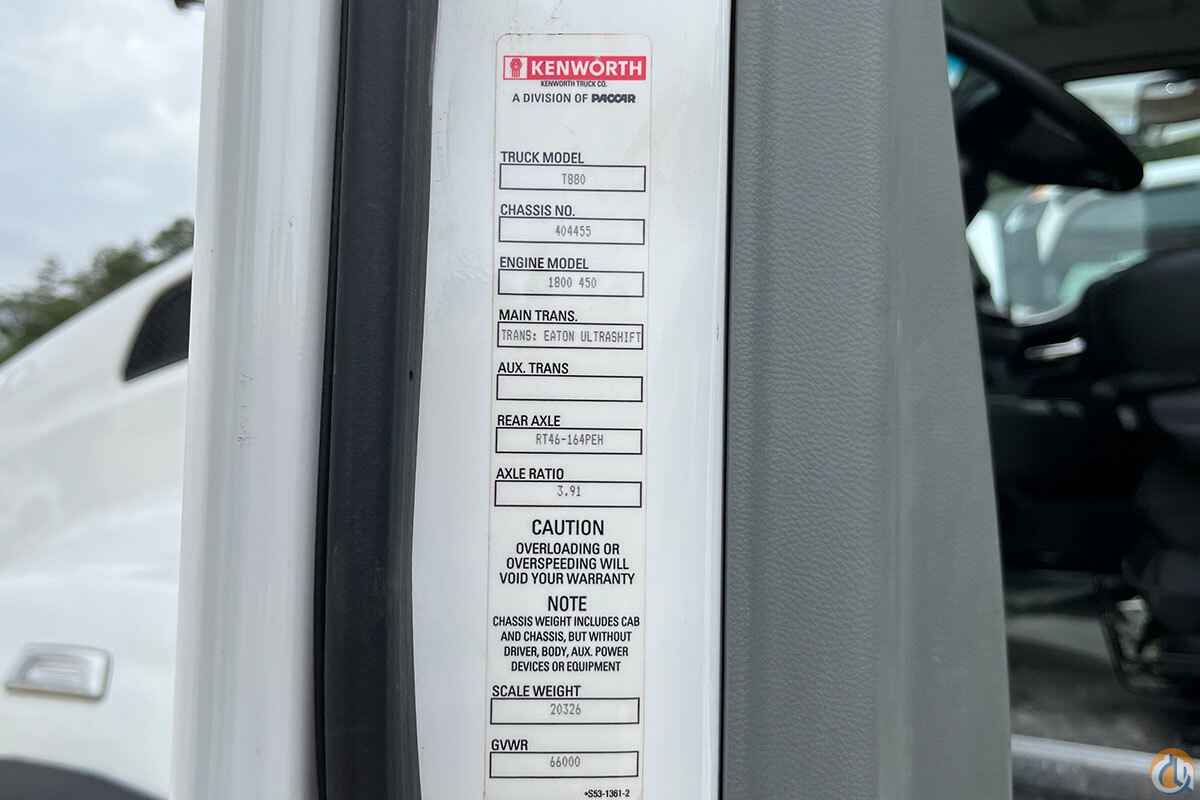 KENWORTH
KENWORTH TRUCK CO.
A DIVISION OF PACCAR
TRUCK MODEL
T880
CHASSIS NO.
404455
ENGINE MODEL
1800 450
MAIN TRANS.
TRANS: EATON ULTRASHIFT
AUX. TRANS
REAR AXLE
RT46-164PEH
AXLE RATIO
3.91
CAUTION
OVERLOADING OR
OVERSPEEDING WILL
VOID YOUR WARRANTY
NOTE
CHASSIS WEIGHT INCLUDES CAB
AND CHASSIS, BUT WITHOUT
DRIVER, BODY, AUX. POWER
DEVICES OR EQUIPMENT
SCALE WEIGHT
20326
GVWR
66000
*S53-1361-2